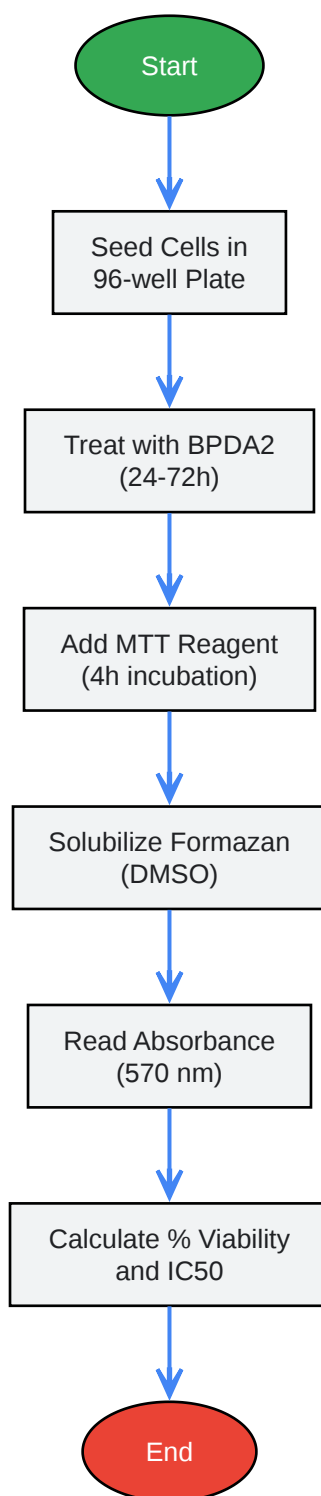 Start
Seed Cells in
96-well Plate
Treat with BPDA2
(24-72h)
Add MTT Reagent
(4h incubation)
Solubilize Formazan
(DMSO)
Read Absorbance
(570 nm)
Calculate % Viability
and IC50
End